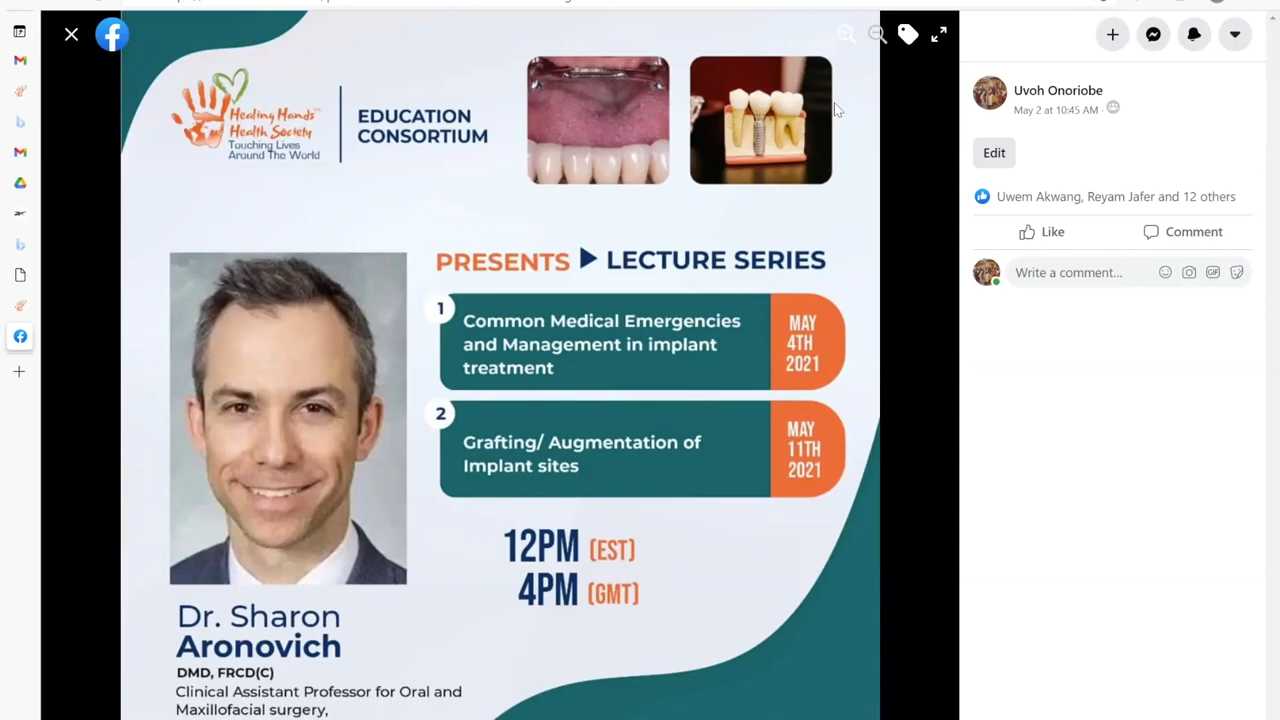 Healing Hands
Health Society
Touching Lives
Around The World
EDUCATION
CONSORTIUM
PRESENTS LECTURE SERIES
1
Common Medical Emergencies
and Management in implant
treatment
MAY
4TH
2021
2
Grafting/ Augmentation of
Implant sites
MAY
11TH
2021
12PM (EST)
4PM (GMT)
Dr. Sharon
Aronovich
DMD, FRCD(C)
Clinical Assistant Professor for Oral and
Maxillofacial surgery,
Uvoh Onoriobe
May 2 at 10:45 AM ·
Edit
Uwem Akwang, Reyam Jafer and 12 others
Like Comment
Write a comment...
GIF